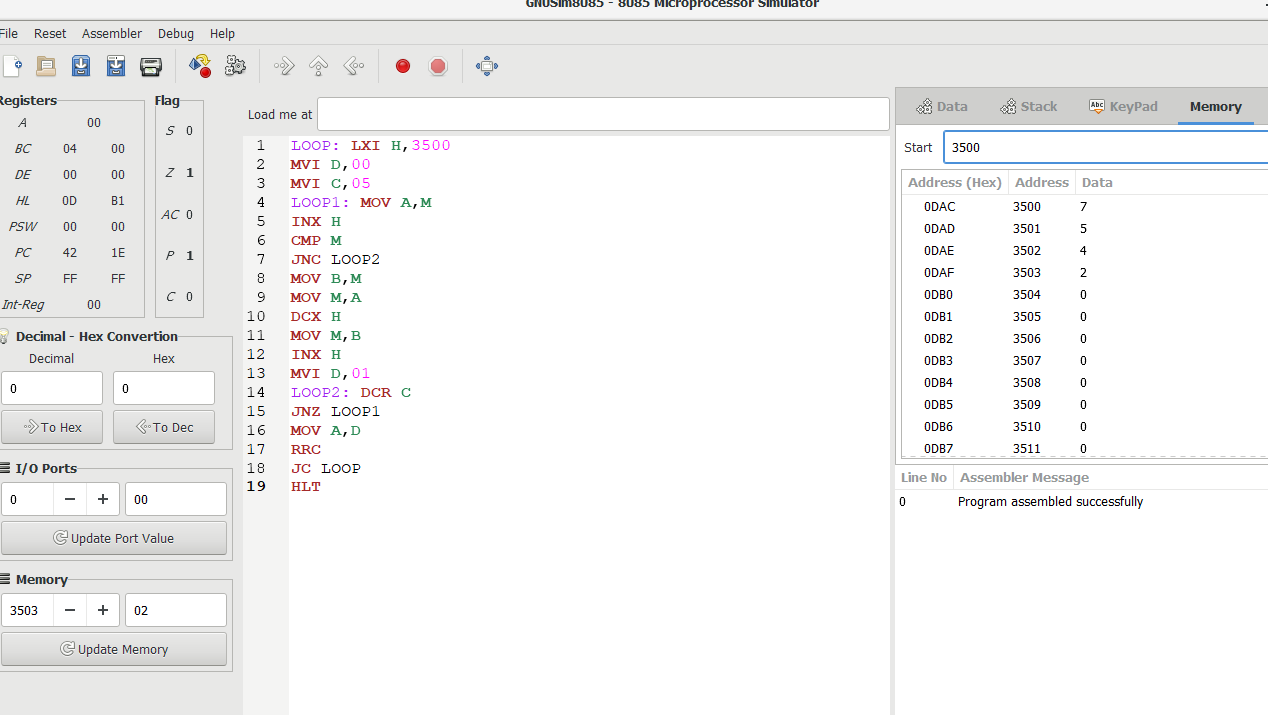 GNUSim8085 - 8085 Microprocessor Simulator
File Reset Assembler Debug Help
Registers
A 00
BC 04 00
DE 00 00
HL 0D B1
PSW 00 00
PC 42 1E
SP FF FF
Int-Reg 00
Flag
S 0
Z 1
AC 0
P 1
C 0
Decimal - Hex Convertion
Decimal Hex
0 0
To Hex To Dec
I/O Ports
0 − + 00
Update Port Value
Memory
3503 − + 02
Update Memory
Load me at
1 LOOP: LXI H,3500
2 MVI D,00
3 MVI C,05
4 LOOP1: MOV A,M
5 INX H
6 CMP M
7 JNC LOOP2
8 MOV B,M
9 MOV M,A
10 DCX H
11 MOV M,B
12 INX H
13 MVI D,01
14 LOOP2: DCR C
15 JNZ LOOP1
16 MOV A,D
17 RRC
18 JC LOOP
19 HLT
Data Stack Abc KeyPad Memory
Start 3500
Address (Hex) Address Data
0DAC 3500 7
0DAD 3501 5
0DAE 3502 4
0DAF 3503 2
0DB0 3504 0
0DB1 3505 0
0DB2 3506 0
0DB3 3507 0
0DB4 3508 0
0DB5 3509 0
0DB6 3510 0
0DB7 3511 0
Line No Assembler Message
0 Program assembled successfully